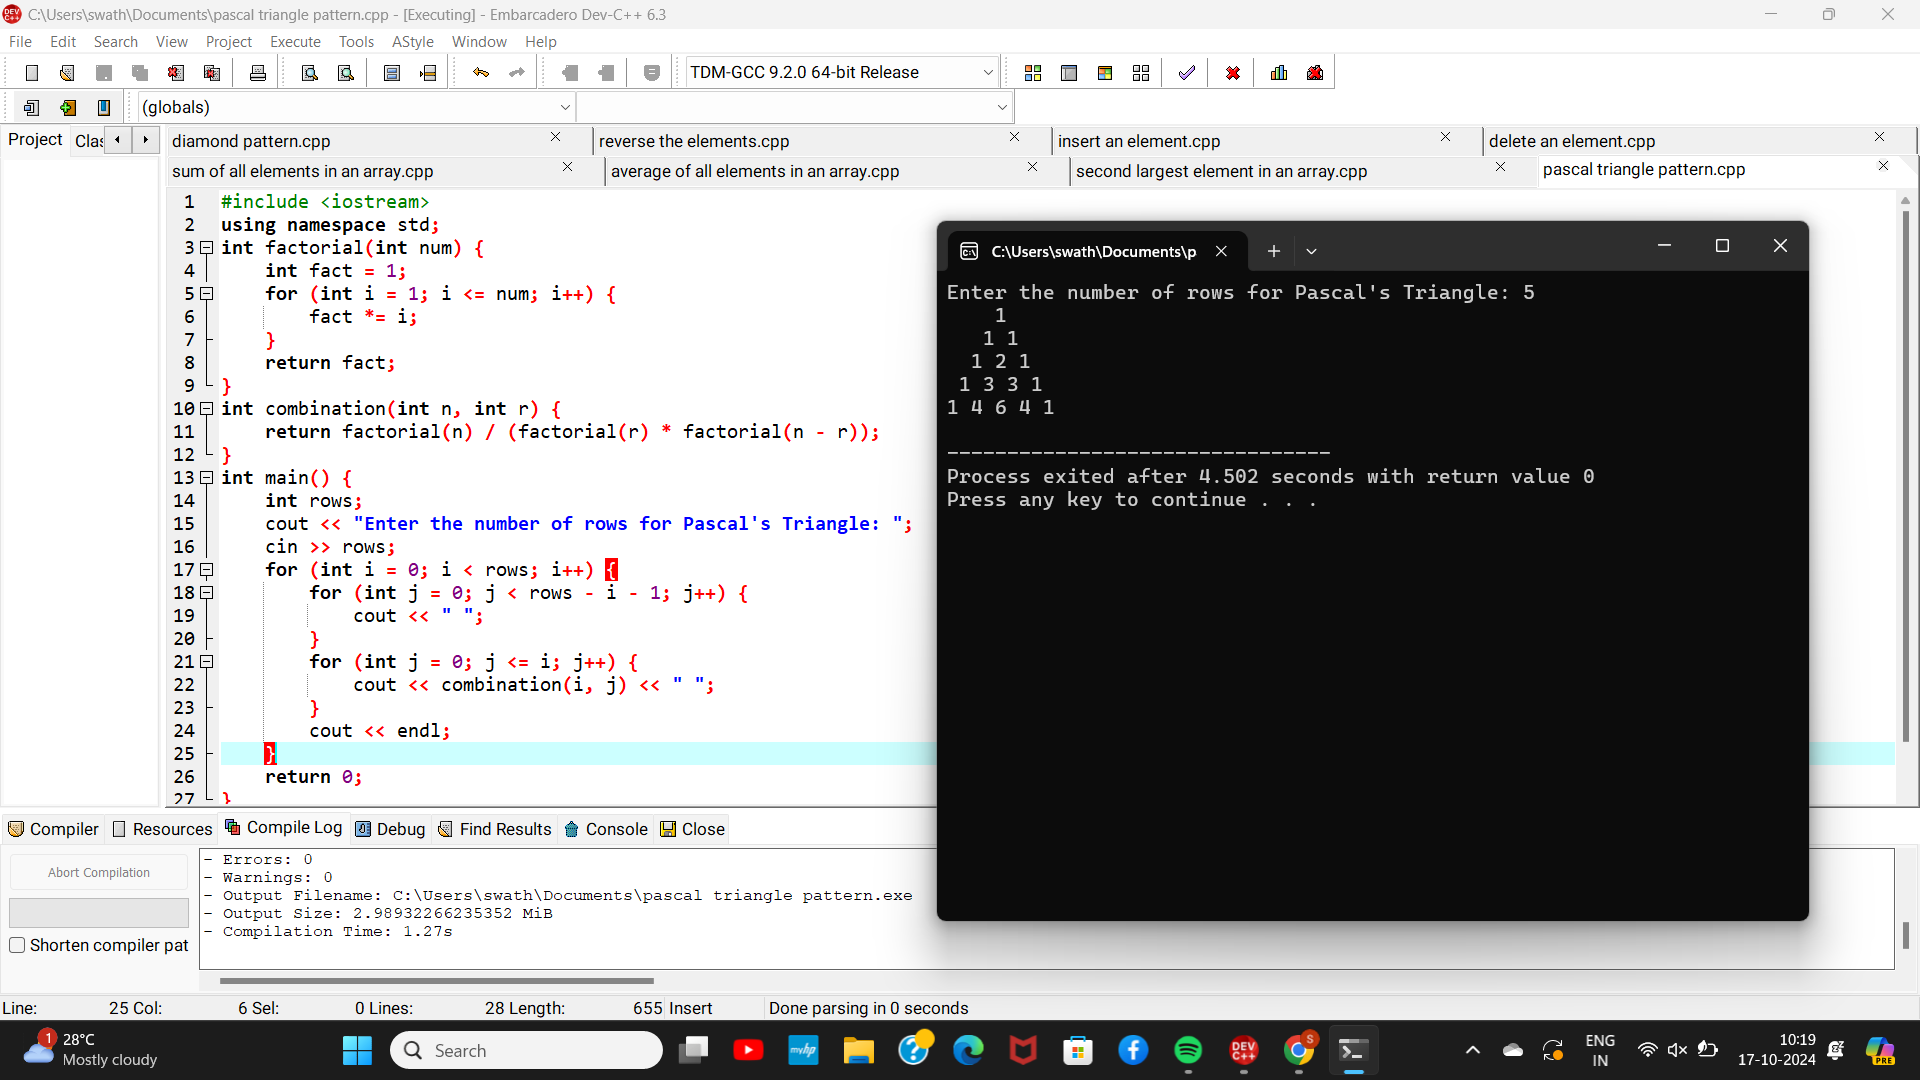 C:\Users\swath\Documents\pascal triangle pattern.cpp - [Executing] - Embarcadero Dev-C++ 6.3
File Edit Search View Project Execute Tools AStyle Window Help
TDM-GCC 9.2.0 64-bit Release
(globals)
Project Clas
diamond pattern.cpp reverse the elements.cpp insert an element.cpp delete an element.cpp
sum of all elements in an array.cpp average of all elements in an array.cpp second largest element in an array.cpp pascal triangle pattern.cpp
1 #include <iostream>
2 using namespace std;
3 int factorial(int num) {
4     int fact = 1;
5     for (int i = 1; i <= num; i++) {
6         fact *= i;
7     }
8     return fact;
9 }
10 int combination(int n, int r) {
11     return factorial(n) / (factorial(r) * factorial(n - r));
12 }
13 int main() {
14     int rows;
15     cout << "Enter the number of rows for Pascal's Triangle: ";
16     cin >> rows;
17     for (int i = 0; i < rows; i++) {
18         for (int j = 0; j < rows - i - 1; j++) {
19             cout << " ";
20         }
21         for (int j = 0; j <= i; j++) {
22             cout << combination(i, j) << " ";
23         }
24         cout << endl;
25     }
26     return 0;
27 }
C:\Users\swath\Documents\p
Enter the number of rows for Pascal's Triangle: 5
    1
   1 1
  1 2 1
 1 3 3 1
1 4 6 4 1
--------------------------------
Process exited after 4.502 seconds with return value 0
Press any key to continue . . .
Compiler Resources Compile Log Debug Find Results Console Close
Abort Compilation
Shorten compiler pat
- Errors: 0
- Warnings: 0
- Output Filename: C:\Users\swath\Documents\pascal triangle pattern.exe
- Output Size: 2.98932266235352 MiB
- Compilation Time: 1.27s
Line: 25 Col: 6 Sel: 0 Lines: 28 Length: 655 Insert Done parsing in 0 seconds
1
28°C
Mostly cloudy
Search
myhp
DEV C++
S
ENG
IN
10:19
17-10-2024
PRE